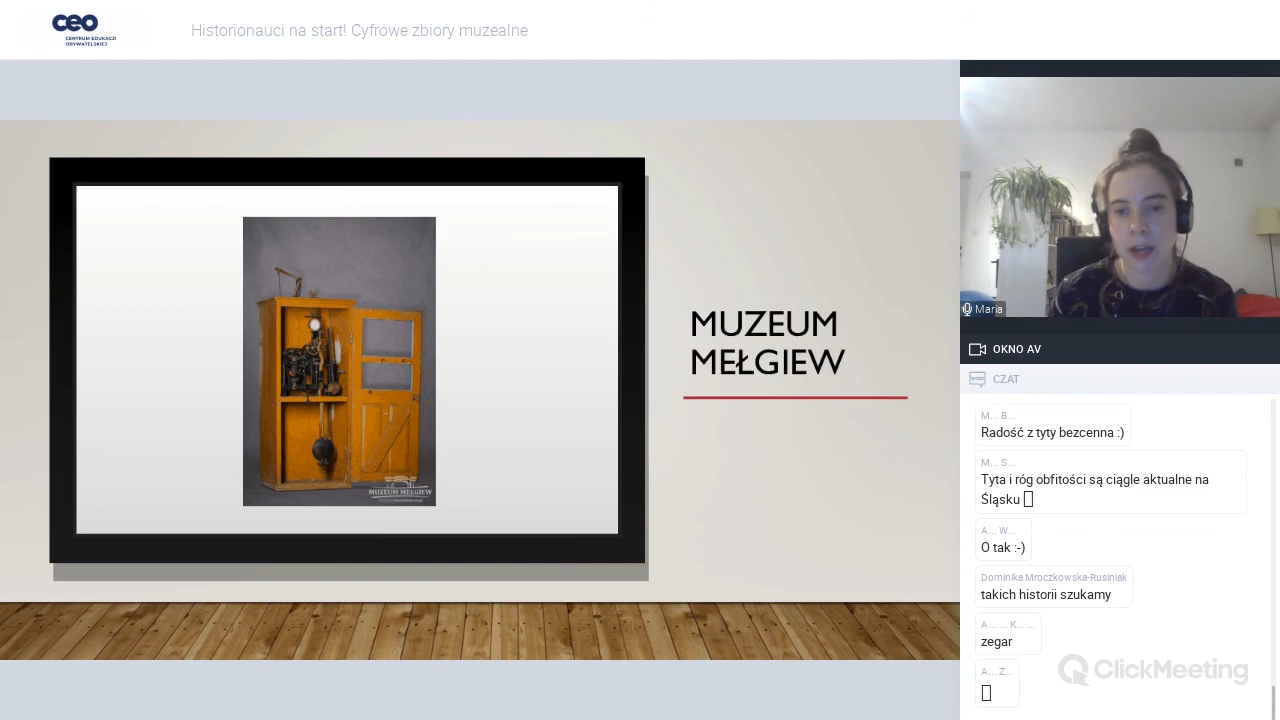 ceo
CENTRUM EDUKACJI
OBYWATELSKIEJ
Historionauci na start! Cyfrowe zbiory muzealne
MUZEUM
MEŁGIEW
MUZEUM MEŁGIEW
Maria
OKNO AV
CZAT
M... B...
Radość z tyty bezcenna :)
M... S...
Tyta i róg obfitości są ciągle aktualne na
Śląsku
A... W...
O tak :-)
Dominika Mroczkowska-Rusiniak
takich historii szukamy
A... ... K... ...
zegar
A... Z...
ClickMeeting